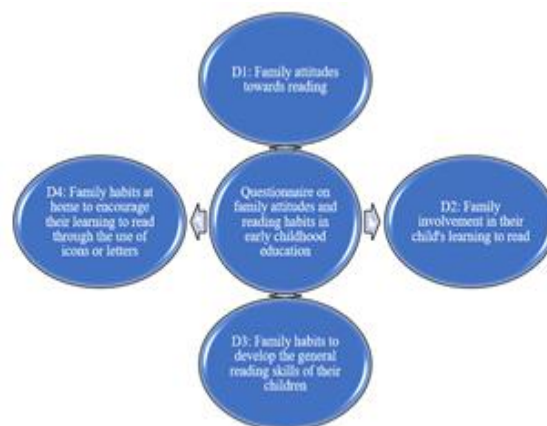 D1: Family attitudes
towards reading
D4: Family habits at
home to encourage
their learning to read
through the use of
icons or letters
Questionnaire on
family attitudes and
reading habits in
early childhood
education
D2: Family
involvement in their
child's learning to read
D3: Family habits to
develop the general
reading skills of their
children